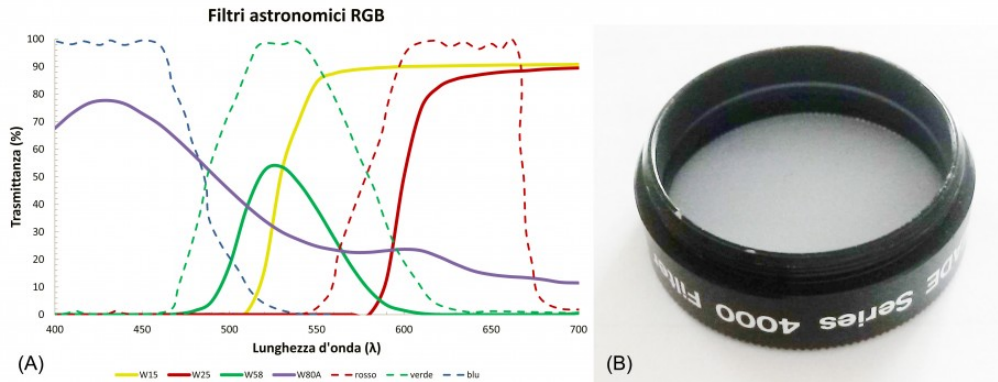 Filtri astronomici RGB
Trasmittanza (%)
100
90
80
70
60
50
40
30
20
10
0
400
450
500
550
600
650
700
Lunghezza d'onda (λ)
W15
W25
W58
W80A
rosso
verde
blu
(A)
ADE Series 4000 Filter
(B)